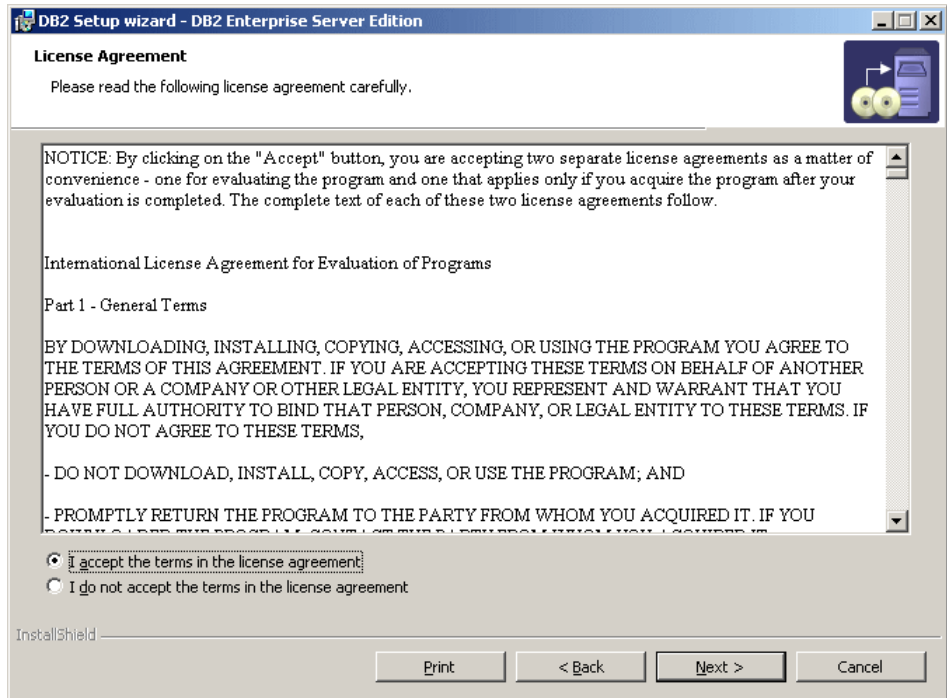 DB2 Setup wizard - DB2 Enterprise Server Edition
License Agreement
Please read the following license agreement carefully.
NOTICE: By clicking on the "Accept" button, you are accepting two separate license agreements as a matter of
convenience - one for evaluating the program and one that applies only if you acquire the program after your
evaluation is completed. The complete text of each of these two license agreements follow.
International License Agreement for Evaluation of Programs
Part 1 - General Terms
BY DOWNLOADING, INSTALLING, COPYING, ACCESSING, OR USING THE PROGRAM YOU AGREE TO
THE TERMS OF THIS AGREEMENT. IF YOU ARE ACCEPTING THESE TERMS ON BEHALF OF ANOTHER
PERSON OR A COMPANY OR OTHER LEGAL ENTITY, YOU REPRESENT AND WARRANT THAT YOU
HAVE FULL AUTHORITY TO BIND THAT PERSON, COMPANY, OR LEGAL ENTITY TO THESE TERMS. IF
YOU DO NOT AGREE TO THESE TERMS,
- DO NOT DOWNLOAD, INSTALL, COPY, ACCESS, OR USE THE PROGRAM; AND
- PROMPTLY RETURN THE PROGRAM TO THE PARTY FROM WHOM YOU ACQUIRED IT. IF YOU
I accept the terms in the license agreement
I do not accept the terms in the license agreement
InstallShield
Print
< Back
Next >
Cancel